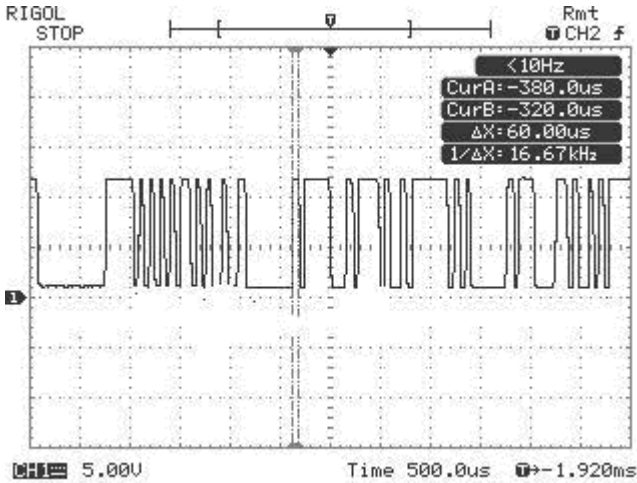 RIGOL
STOP
T
Rmt
T CH2
<10Hz
CurA=-380.0us
CurB=-320.0us
ΔX=60.00us
1/ΔX=16.67kHz
1
CH1 5.00V Time 500.0us T→-1.920ms